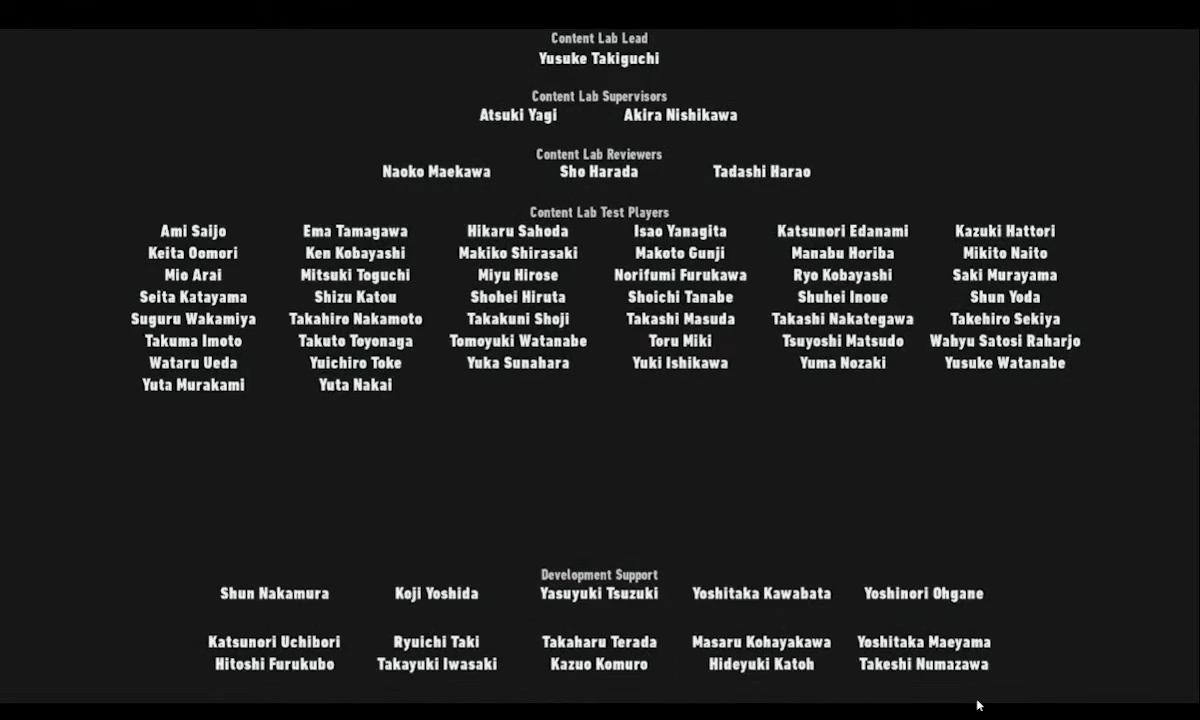 Content Lab Lead
Yusuke Takiguchi
Content Lab Supervisors
Atsuki Yagi Akira Nishikawa
Content Lab Reviewers
Naoko Maekawa Sho Harada Tadashi Harao
Content Lab Test Players
Ami Saijo Ema Tamagawa Hikaru Sahoda Isao Yanagita Katsunori Edanami Kazuki Hattori
Keita Oomori Ken Kobayashi Makiko Shirasaki Makoto Gunji Manabu Horiba Mikito Naito
Mio Arai Mitsuki Toguchi Miyu Hirose Norifumi Furukawa Ryo Kobayashi Saki Murayama
Seita Katayama Shizu Katou Shohei Hiruta Shoichi Tanabe Shuhei Inoue Shun Yoda
Suguru Wakamiya Takahiro Nakamoto Takakuni Shoji Takashi Masuda Takashi Nakategawa Takehiro Sekiya
Takuma Imoto Takuto Toyonaga Tomoyuki Watanabe Toru Miki Tsuyoshi Matsudo Wahyu Satosi Raharjo
Wataru Ueda Yuichiro Toke Yuka Sunahara Yuki Ishikawa Yuma Nozaki Yusuke Watanabe
Yuta Murakami Yuta Nakai
Development Support
Shun Nakamura Koji Yoshida Yasuyuki Tsuzuki Yoshitaka Kawabata Yoshinori Ohgane
Katsunori Uchibori Ryuichi Taki Takaharu Terada Masaru Kohayakawa Yoshitaka Maeyama
Hitoshi Furukubo Takayuki Iwasaki Kazuo Komuro Hideyuki Katoh Takeshi Numazawa